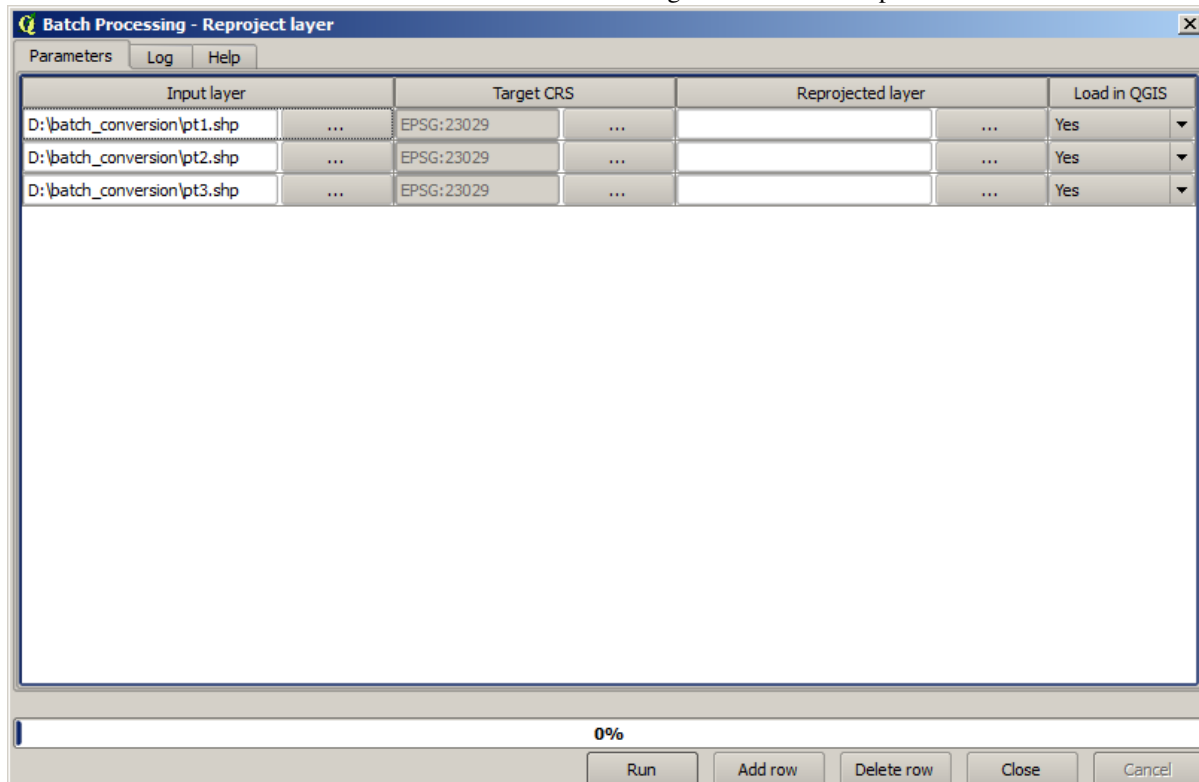 Batch Processing - Reproject layer
Parameters Log Help
Input layer Target CRS Reprojected layer Load in QGIS
D:\batch_conversion\pt1.shp ... EPSG:23029 ... ... Yes
D:\batch_conversion\pt2.shp ... EPSG:23029 ... ... Yes
D:\batch_conversion\pt3.shp ... EPSG:23029 ... ... Yes
0%
Run Add row Delete row Close Cancel